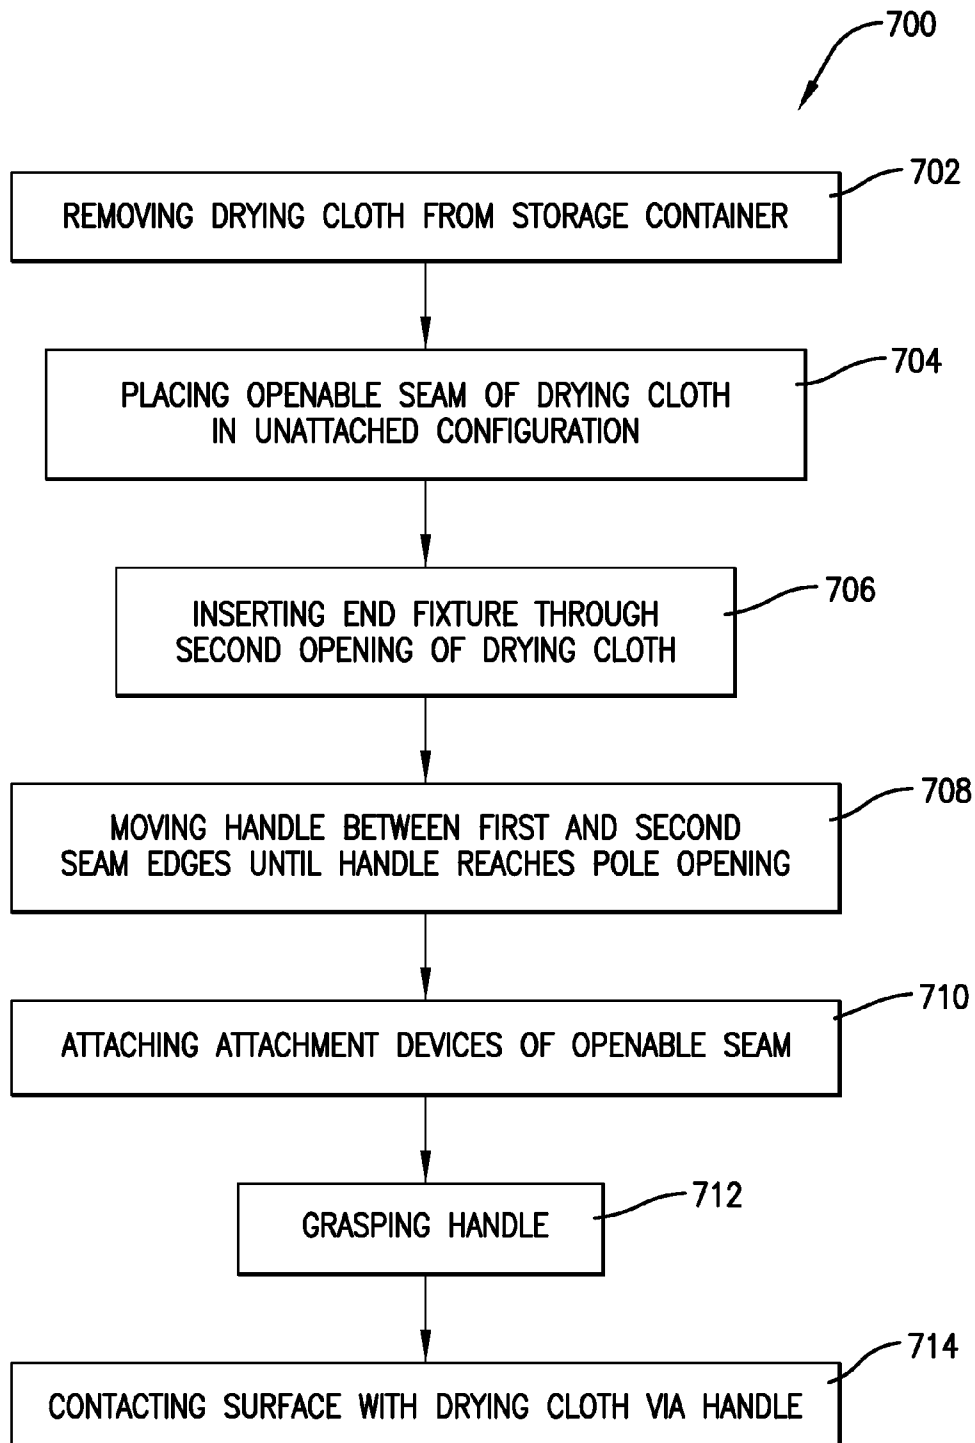 700
702
REMOVING DRYING CLOTH FROM STORAGE CONTAINER
704
PLACING OPENABLE SEAM OF DRYING CLOTH
IN UNATTACHED CONFIGURATION
706
INSERTING END FIXTURE THROUGH
SECOND OPENING OF DRYING CLOTH
708
MOVING HANDLE BETWEEN FIRST AND SECOND
SEAM EDGES UNTIL HANDLE REACHES POLE OPENING
710
ATTACHING ATTACHMENT DEVICES OF OPENABLE SEAM
712
GRASPING HANDLE
714
CONTACTING SURFACE WITH DRYING CLOTH VIA HANDLE